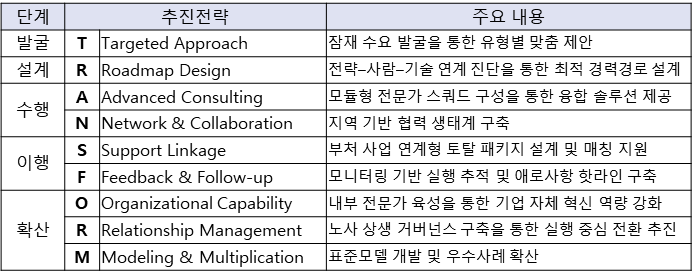 단계 추진전략 주요 내용
발굴 T Targeted Approach 잠재 수요 발굴을 통한 유형별 맞춤 제안
설계 R Roadmap Design 전략–사람–기술 연계 진단을 통한 최적 경력경로 설계
수행 A Advanced Consulting 모듈형 전문가 스쿼드 구성을 통한 융합 솔루션 제공
N Network & Collaboration 지역 기반 협력 생태계 구축
이행 S Support Linkage 부처 사업 연계형 토탈 패키지 설계 및 매칭 지원
F Feedback & Follow-up 모니터링 기반 실행 추적 및 애로사항 핫라인 구축
확산 O Organizational Capability 내부 전문가 육성을 통한 기업 자체 혁신 역량 강화
R Relationship Management 노사 상생 거버넌스 구축을 통한 실행 중심 전환 추진
M Modeling & Multiplication 표준모델 개발 및 우수사례 확산